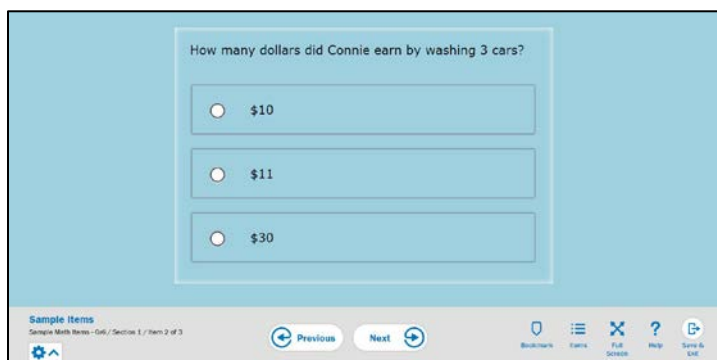 How many dollars did Connie earn by washing 3 cars?
$10
$11
$30
Sample Items
Sample Math Items - Gr6 / Section 1 / Item 2 of 3
Previous
Next
Bookmark
Items
Full
Screen
Help
Save &
Exit